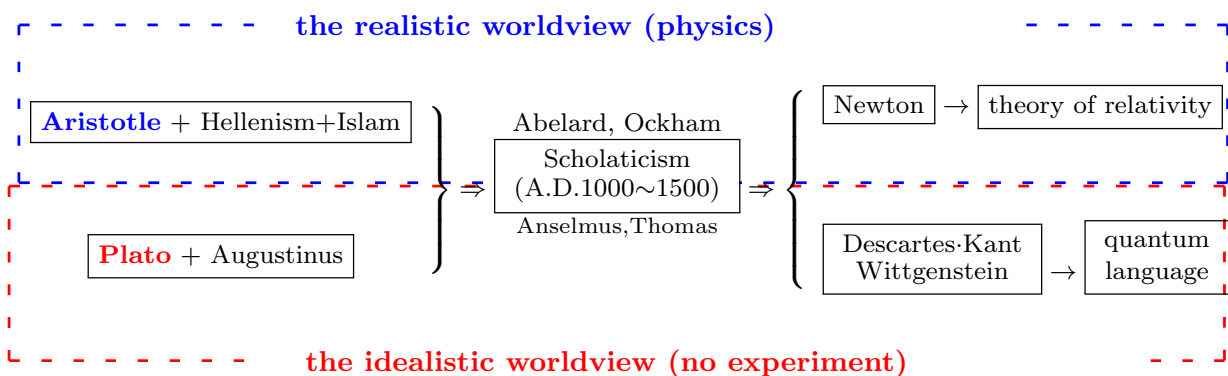 the realistic worldview (physics)
Aristotle + Hellenism+Islam
Plato + Augustinus
⇒
Abelard, Ockham
Scholaticism
(A.D.1000~1500)
Anselmus,Thomas
⇒
Newton → theory of relativity
Descartes·Kant
Wittgenstein
→
quantum
language
the idealistic worldview (no experiment)